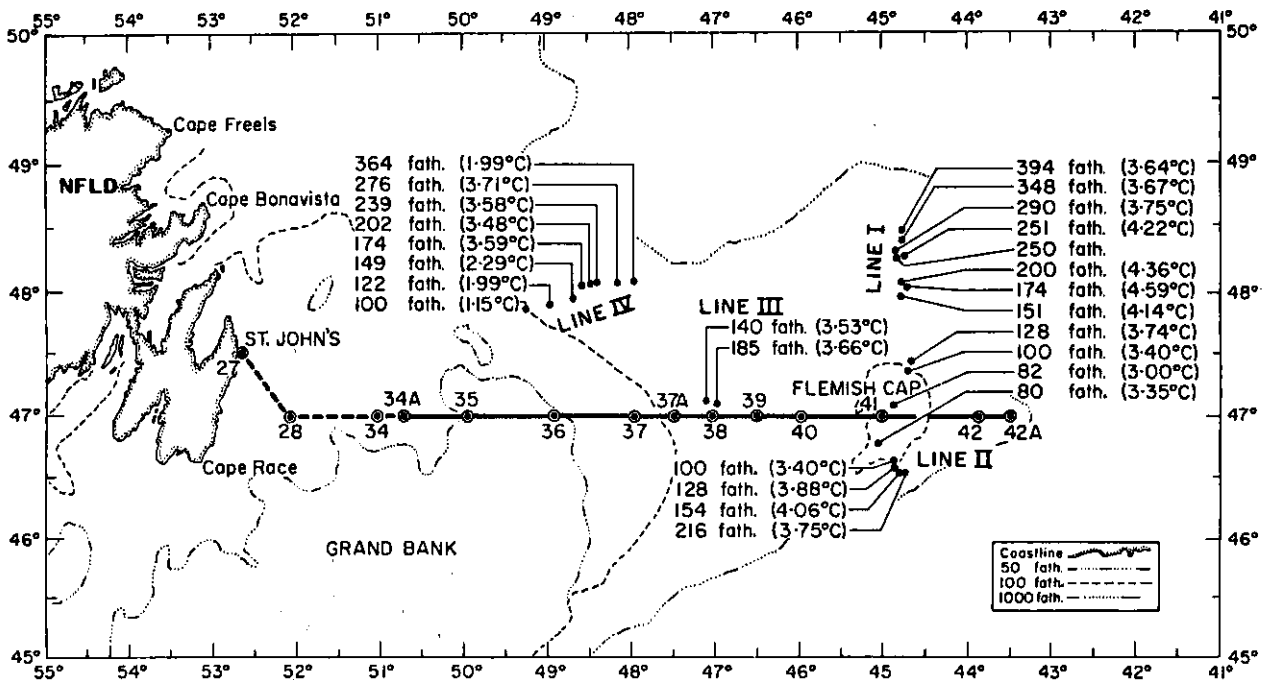 55° 54° 53° 52° 51° 50° 49° 48° 47° 46° 45° 44° 43° 42° 41°
50° 50°
Cape Freels
49° 49°
NFLD.
Cape Bonavista
364 fath. (1·99°C)
276 fath. (3·71°C)
239 fath. (3·58°C)
202 fath. (3·48°C)
174 fath. (3·59°C)
149 fath. (2·29°C)
122 fath. (1·99°C)
100 fath. (1·15°C)
LINE IV
LINE I
394 fath. (3·64°C)
348 fath. (3·67°C)
290 fath. (3·75°C)
251 fath. (4·22°C)
250 fath.
200 fath. (4·36°C)
174 fath. (4·59°C)
151 fath. (4·14°C)
128 fath. (3·74°C)
100 fath. (3·40°C)
82 fath. (3·00°C)
80 fath. (3·35°C)
48° 48°
LINE III
140 fath. (3·53°C)
185 fath. (3·66°C)
ST. JOHN'S
27
FLEMISH CAP
34A 35 37A 39 41
47° 47°
28 34 36 37 38 40 42 42A
Cape Race
LINE II
100 fath. (3·40°C)
128 fath. (3·88°C)
154 fath. (4·06°C)
216 fath. (3·75°C)
46° 46°
GRAND BANK
Coastline
50 fath.
100 fath.
1000 fath.
45° 45°
55° 54° 53° 52° 51° 50° 49° 48° 47° 46° 45° 44° 43° 42° 41°